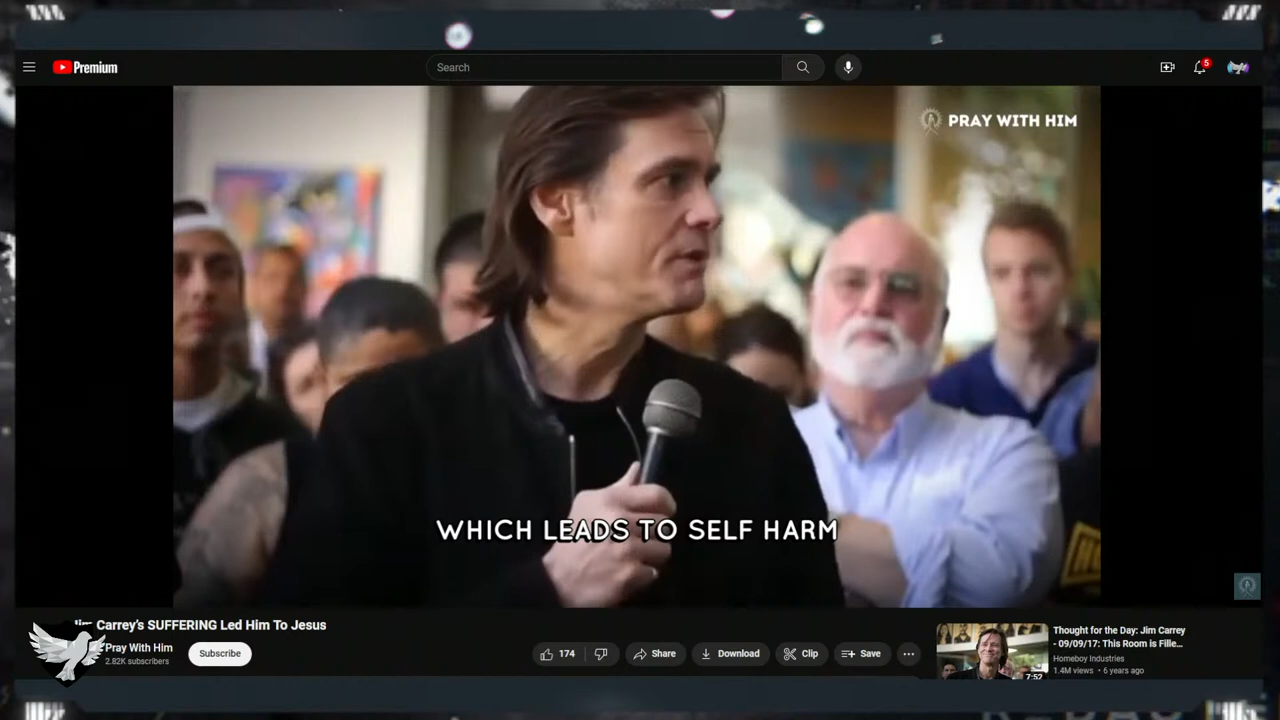 Premium
Search
5
PRAY WITH HIM
WHICH LEADS TO SELF HARM
Jim Carrey's SUFFERING Led Him To Jesus
Pray With Him
2.82K subscribers
Subscribe
174
Share
Download
Clip
Save
Thought for the Day: Jim Carrey
- 09/09/17: This Room is Fille...
Homeboy Industries
1.4M views • 6 years ago
7:52